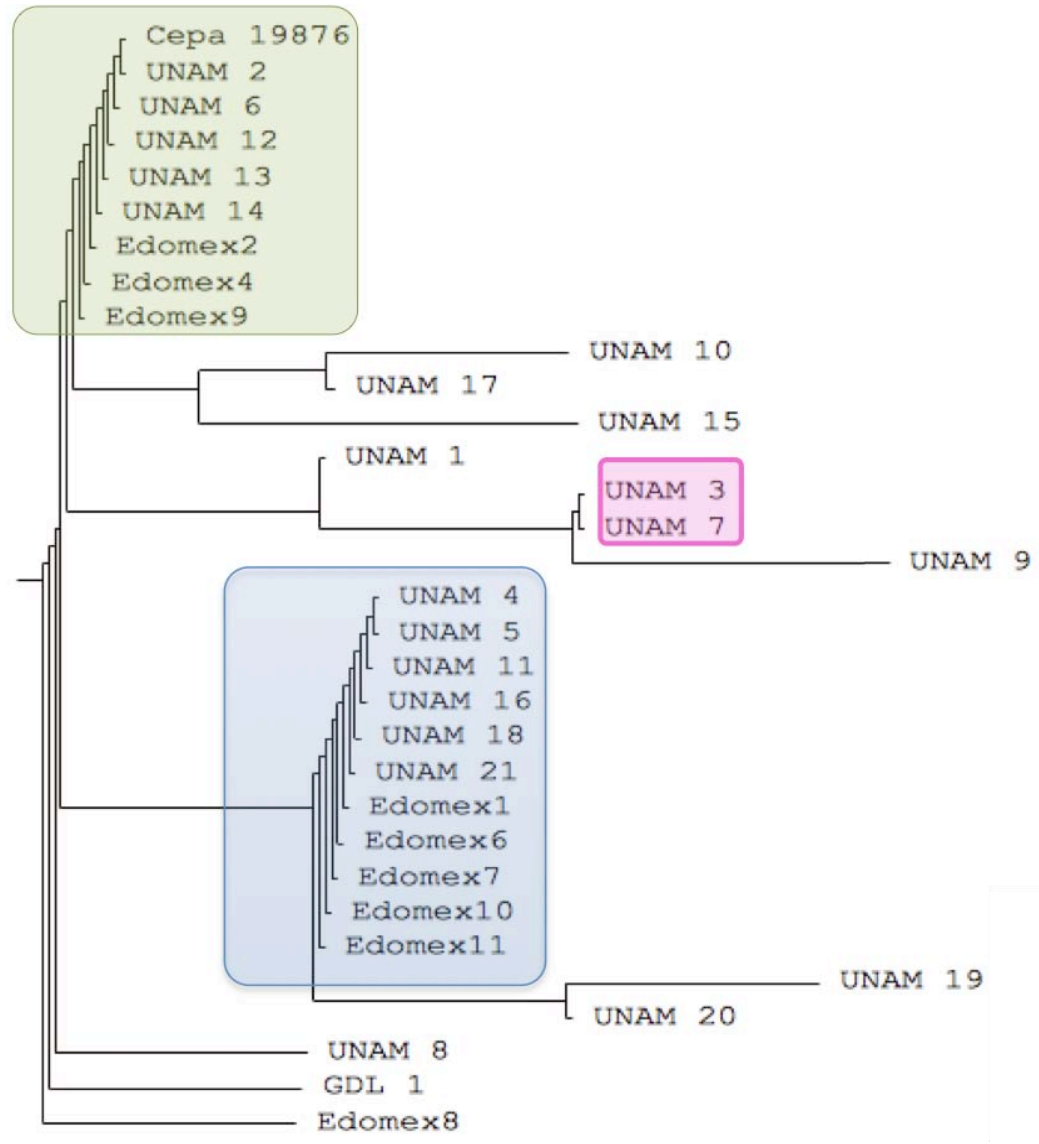 Cepa 19876
UNAM 2
UNAM 6
UNAM 12
UNAM 13
UNAM 14
Edomex2
Edomex4
Edomex9
UNAM 10
UNAM 17
UNAM 15
UNAM 1
UNAM 3
UNAM 7
UNAM 9
UNAM 4
UNAM 5
UNAM 11
UNAM 16
UNAM 18
UNAM 21
Edomex1
Edomex6
Edomex7
Edomex10
Edomex11
UNAM 19
UNAM 20
UNAM 8
GDL 1
Edomex8